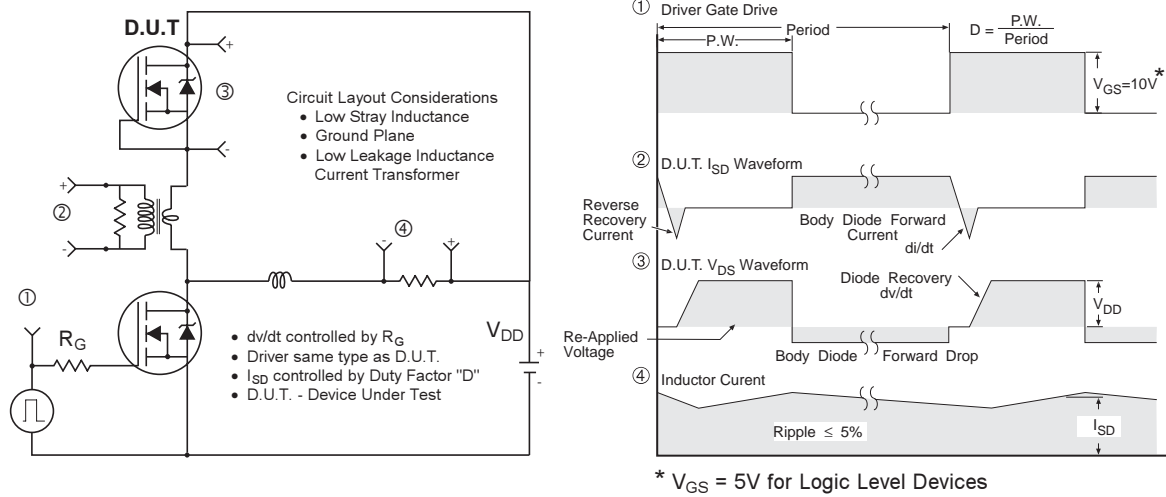 D.U.T
+
③
-
Circuit Layout Considerations
• Low Stray Inductance
• Ground Plane
• Low Leakage Inductance
Current Transformer
+
②
-
④
- +
①
R_G
• dv/dt controlled by R_G
• Driver same type as D.U.T.
• I_SD controlled by Duty Factor "D"
• D.U.T. - Device Under Test
V_DD
+
-
① Driver Gate Drive
P.W.
Period
D = P.W.
Period
V_GS=10V*
② D.U.T. I_SD Waveform
Reverse
Recovery
Current
Body Diode Forward
Current
di/dt
③ D.U.T. V_DS Waveform
Diode Recovery
dv/dt
V_DD
Re-Applied
Voltage
Body Diode Forward Drop
④ Inductor Curent
Ripple ≤ 5%
I_SD
* V_GS = 5V for Logic Level Devices